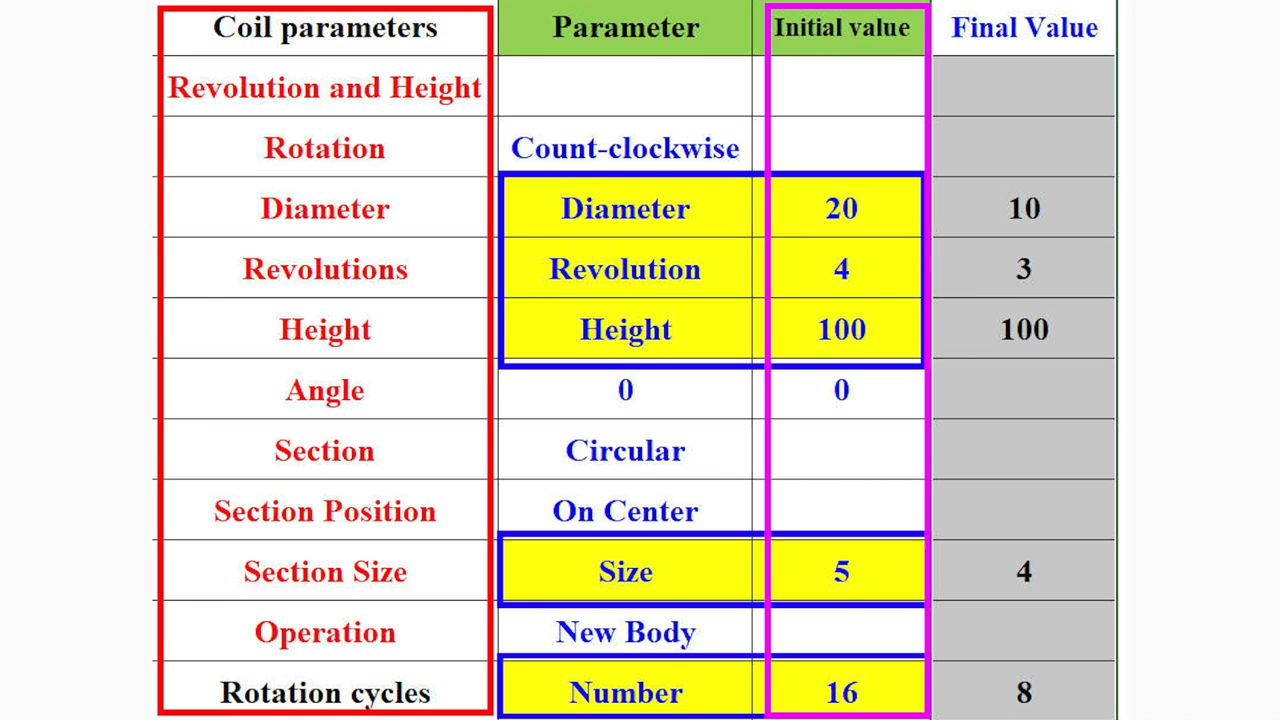 Coil parameters Parameter Initial value Final Value
Revolution and Height
Rotation Count-clockwise
Diameter Diameter 20 10
Revolutions Revolution 4 3
Height Height 100 100
Angle 0 0
Section Circular
Section Position On Center
Section Size Size 5 4
Operation New Body
Rotation cycles Number 16 8